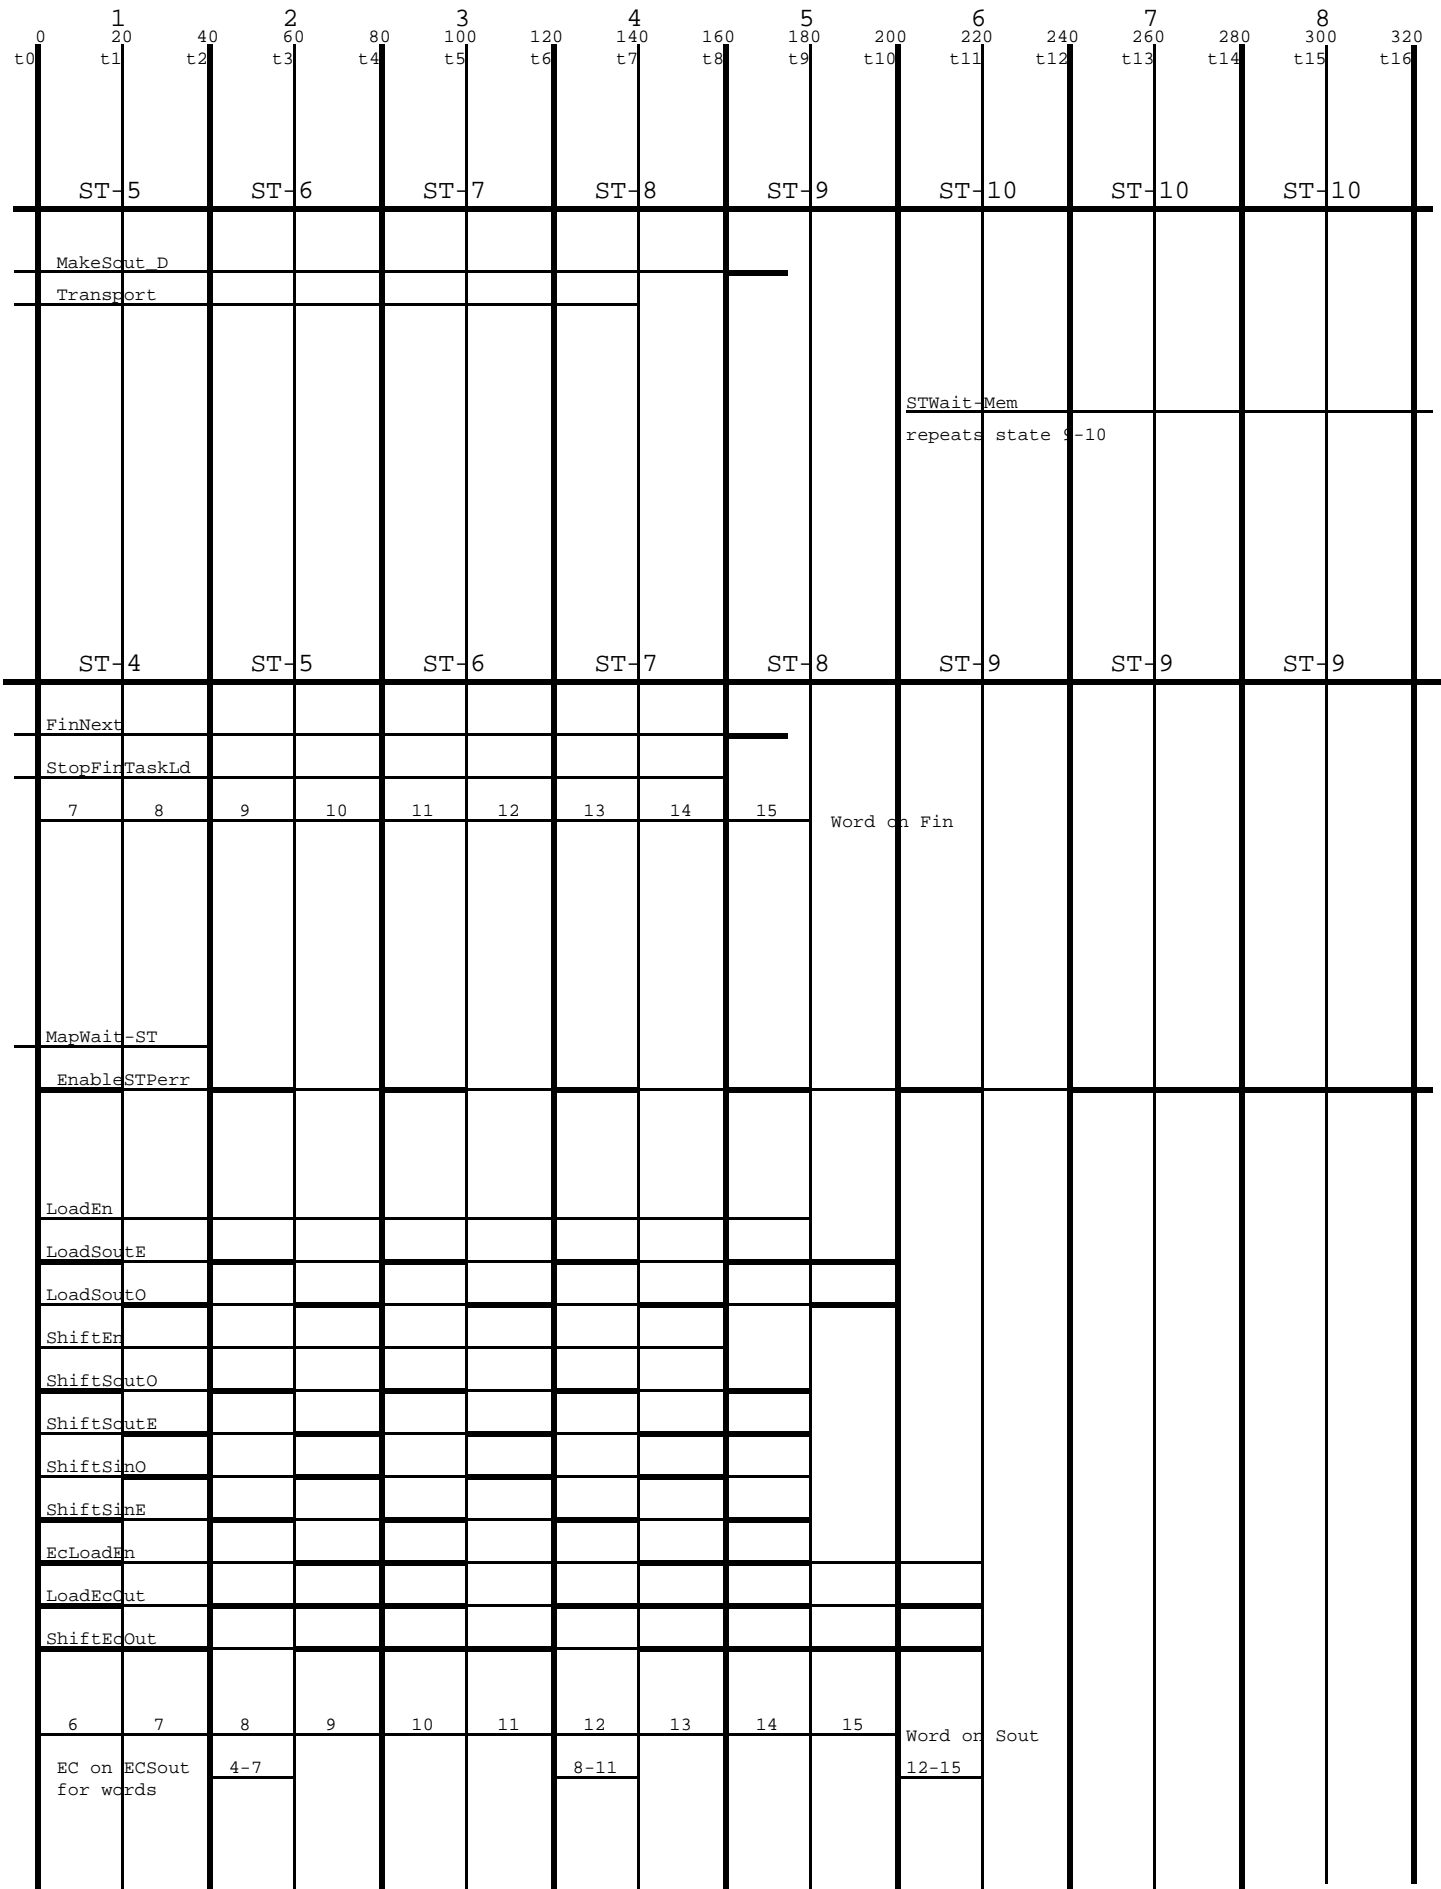 1 2 3 4 5 6 7 8
0 20 40 60 80 100 120 140 160 180 200 220 240 260 280 300 320
t0 t1 t2 t3 t4 t5 t6 t7 t8 t9 t10 t11 t12 t13 t14 t15 t16
ST-5 ST-6 ST-7 ST-8 ST-9 ST-10 ST-10 ST-10
MakeSout_D
Transport
STWait-Mem
repeats state 9-10
ST-4 ST-5 ST-6 ST-7 ST-8 ST-9 ST-9 ST-9
FinNext
StopFinTaskLd
7 8 9 10 11 12 13 14 15 Word on Fin
MapWait-ST
EnableSTPerr
LoadEn
LoadSoutE
LoadSoutO
ShiftEn
ShiftSoutO
ShiftSoutE
ShiftSinO
ShiftSinE
EcLoadEn
LoadEcOut
ShiftEcOut
6 7 8 9 10 11 12 13 14 15 Word on Sout
EC on ECSout 4-7 8-11 12-15
for words